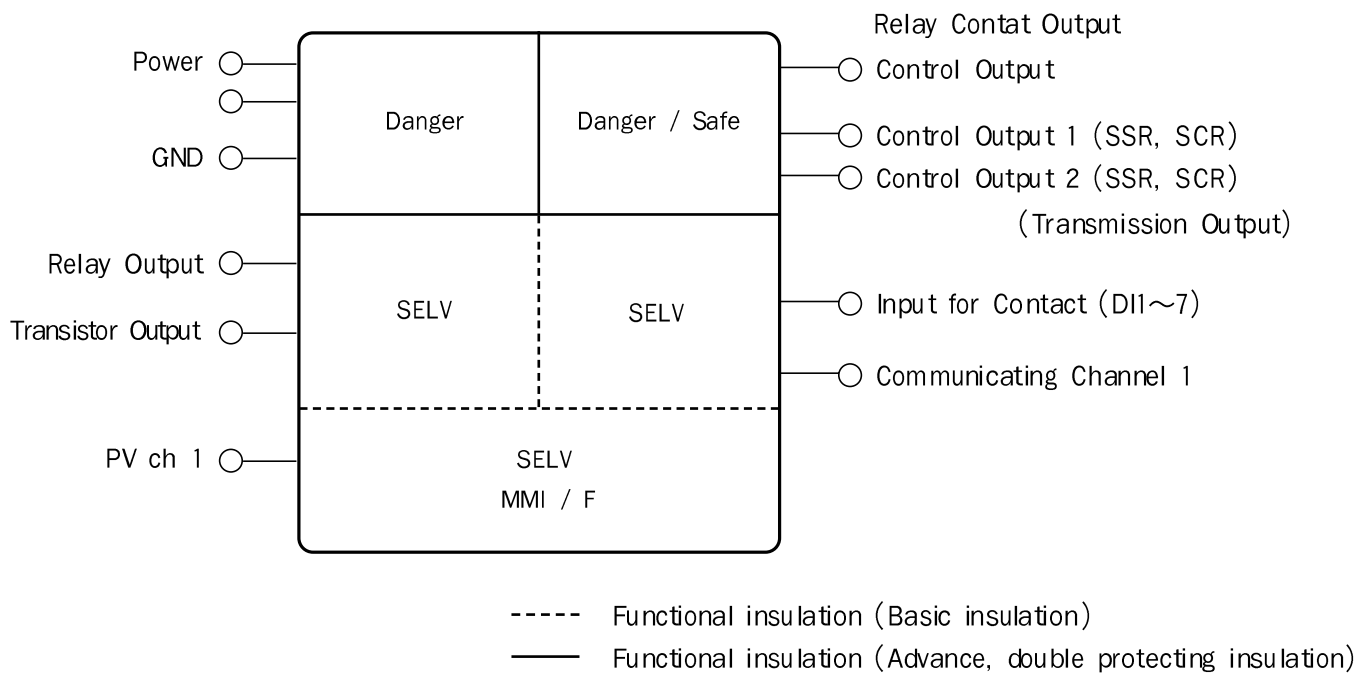 Relay Contat Output
Power
Control Output
Danger
Danger / Safe
Control Output 1 (SSR, SCR)
GND
Control Output 2 (SSR, SCR)
(Transmission Output)
Relay Output
SELV
SELV
Input for Contact (DI1～7)
Transistor Output
Communicating Channel 1
PV ch 1
SELV
MMI / F
Functional insulation (Basic insulation)
Functional insulation (Advance, double protecting insulation)